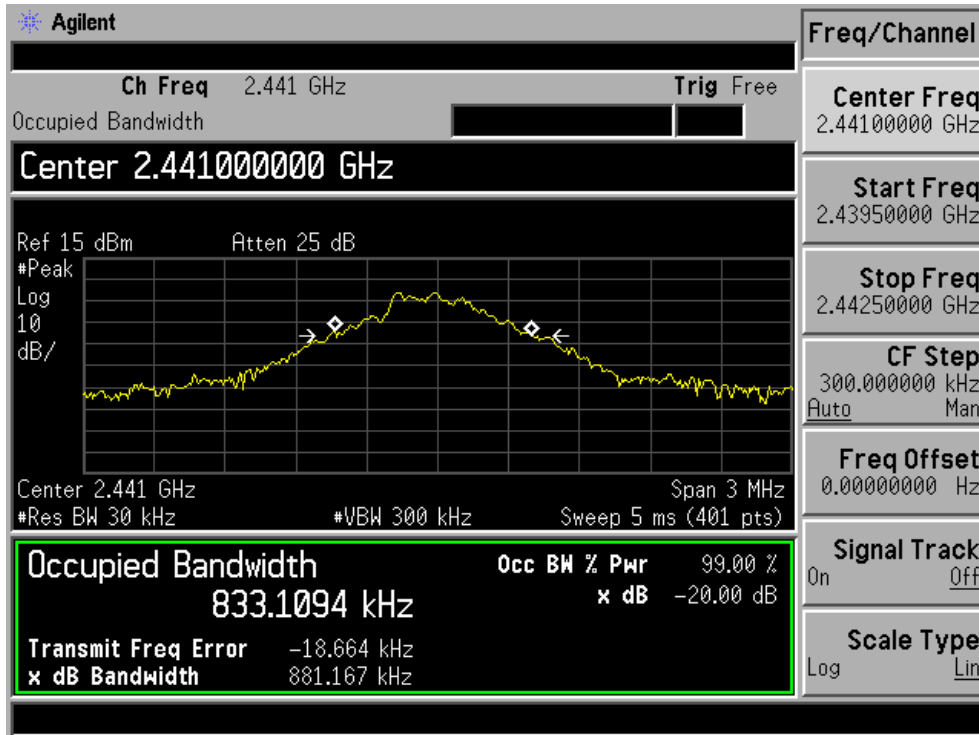 Agilent
Freq/Channel
Ch Freq 2.441 GHz Trig Free
Occupied Bandwidth
Center 2.441000000 GHz
Ref 15 dBm Atten 25 dB
#Peak
Log
10
dB/
Center 2.441 GHz Span 3 MHz
#Res BW 30 kHz #VBW 300 kHz Sweep 5 ms (401 pts)
Occupied Bandwidth
833.1094 kHz
Occ BW % Pwr 99.00 %
x dB -20.00 dB
Transmit Freq Error -18.664 kHz
x dB Bandwidth 881.167 kHz
Center Freq
2.44100000 GHz
Start Freq
2.43950000 GHz
Stop Freq
2.44250000 GHz
CF Step
300.000000 kHz
Auto Man
Freq Offset
0.00000000 Hz
Signal Track
On Off
Scale Type
Log Lin